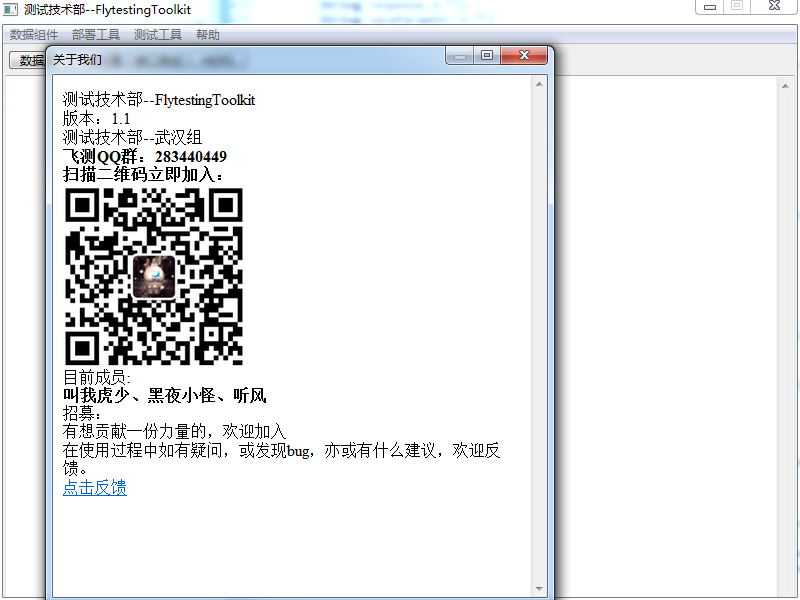 测试技术部--FlytestingToolkit
数据组件 部署工具 测试工具 帮助
数据
关于我们
测试技术部--FlytestingToolkit
版本：1.1
测试技术部--武汉组
飞测QQ群：283440449
扫描二维码立即加入：
目前成员:
叫我虎少、黑夜小怪、听风
招募：
有想贡献一份力量的，欢迎加入
在使用过程中如有疑问，或发现bug，亦或有什么建议，欢迎反
馈。
点击反馈